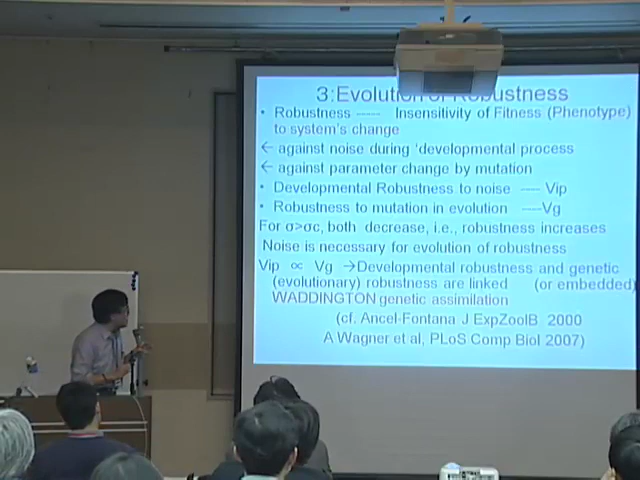 3:Evolution of Robustness
• Robustness ----- Insensitivity of Fitness (Phenotype)
to system's change
← against noise during 'developmental process
← against parameter change by mutation
• Developmental Robustness to noise ---- Vip
• Robustness to mutation in evolution ----Vg
For σ>σc, both decrease, i.e., robustness increases
Noise is necessary for evolution of robustness
Vip ∝ Vg →Developmental robustness and genetic
(evolutionary) robustness are linked (or embedded)
WADDINGTON genetic assimilation
(cf. Ancel-Fontana J ExpZoolB 2000
A Wagner et al, PLoS Comp Biol 2007)